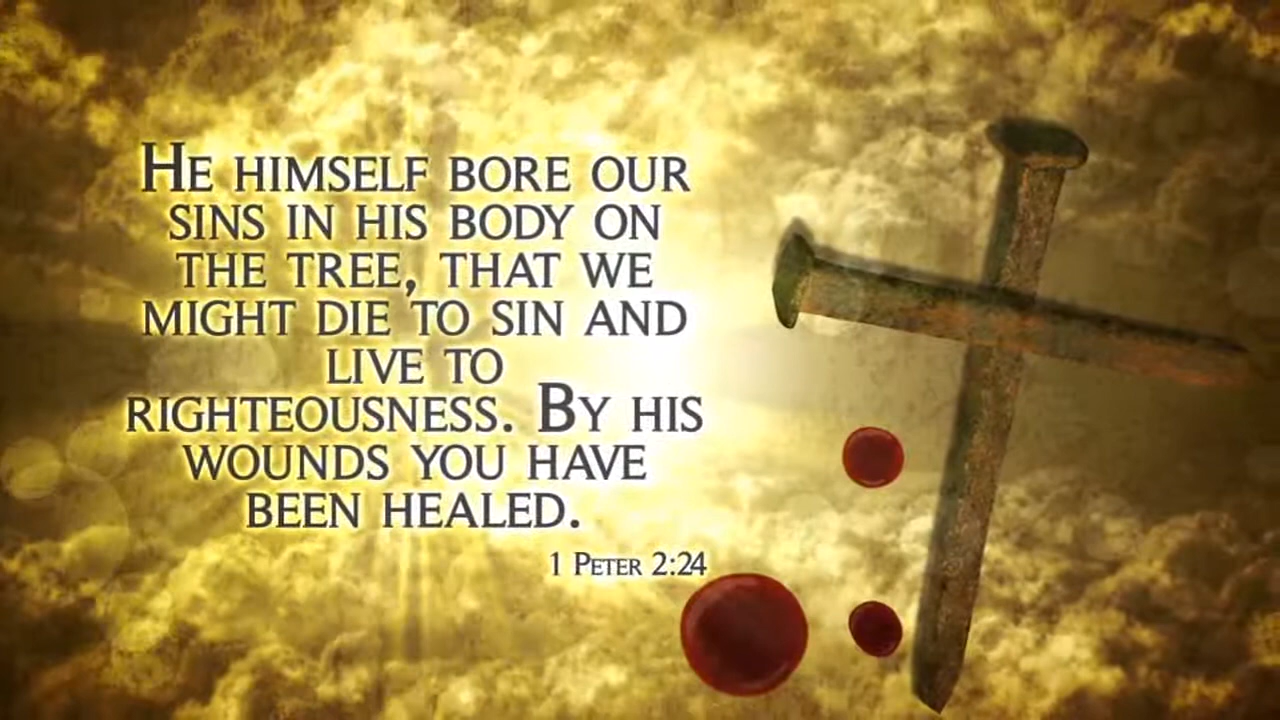 He himself bore our
sins in his body on
the tree, that we
might die to sin and
live to
righteousness. By his
wounds you have
been healed.
1 Peter 2:24